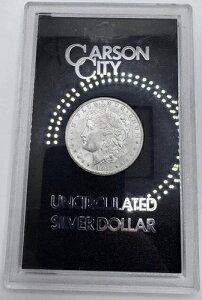 CARSON
CITY
UNCIRCULATED
SILVER DOLLAR